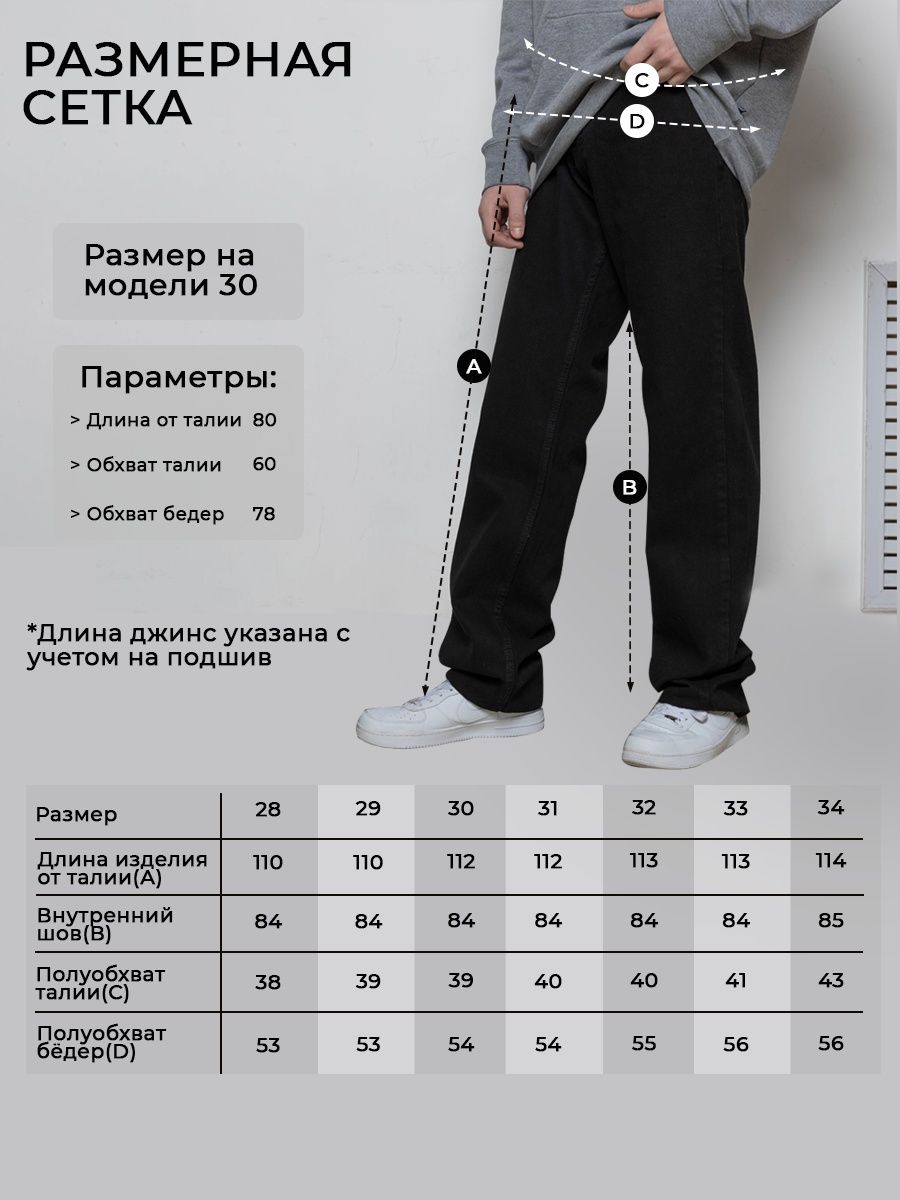 РАЗМЕРНАЯ
СЕТКА
C
D
Размер на
модели 30
A
Параметры:
> Длина от талии 80
> Обхват талии 60
> Обхват бедер 78
B
*Длина джинс указана с
учетом на подшив
Размер 28 29 30 31 32 33 34
Длина изделия
от талии(A) 110 110 112 112 113 113 114
Внутренний
шов(B) 84 84 84 84 84 84 85
Полуобхват
талии(C) 38 39 39 40 40 41 43
Полуобхват
бёдер(D) 53 53 54 54 55 56 56